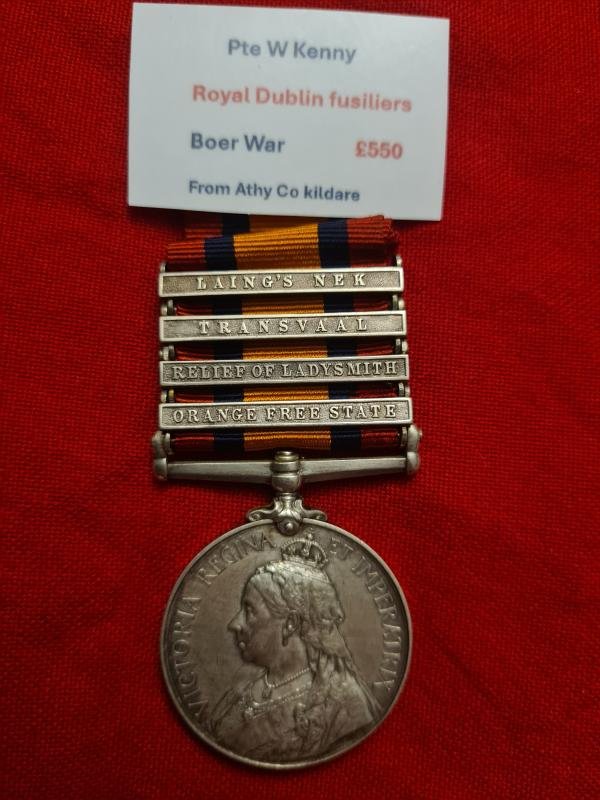 Pte W Kenny
Royal Dublin fusiliers
Boer War £550
From Athy Co kildare
LAING'S NEK
TRANSVAAL
RELIEF OF LADYSMITH
ORANGE FREE STATE
VICTORIA REGINA ET IMPERATRIX